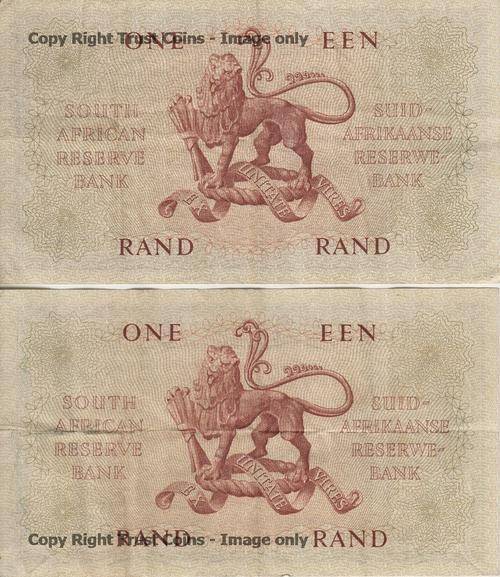 Copy Right Trust Coins - Image only
ONE EEN
SOUTH
AFRICAN
RESERVE
BANK
SUID-
AFRIKAANSE
RESERWE-
BANK
EX UNITATE VIRES
RAND RAND
ONE EEN
SOUTH
AFRICAN
RESERVE
BANK
SUID-
AFRIKAANSE
RESERWE-
BANK
EX UNITATE VIRES
RAND RAND
Copy Right Trust Coins - Image only